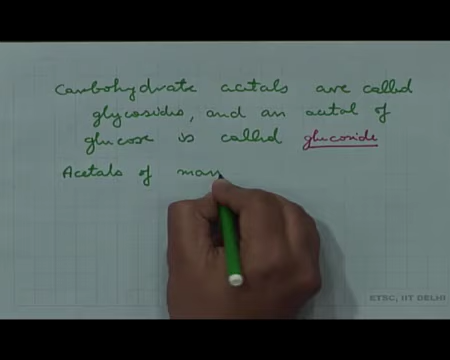 Carbohydrate acetals are called
glycosides, and an acetal of
glucose is called glucoside
Acetals of man
ETSC, IIT DELHI